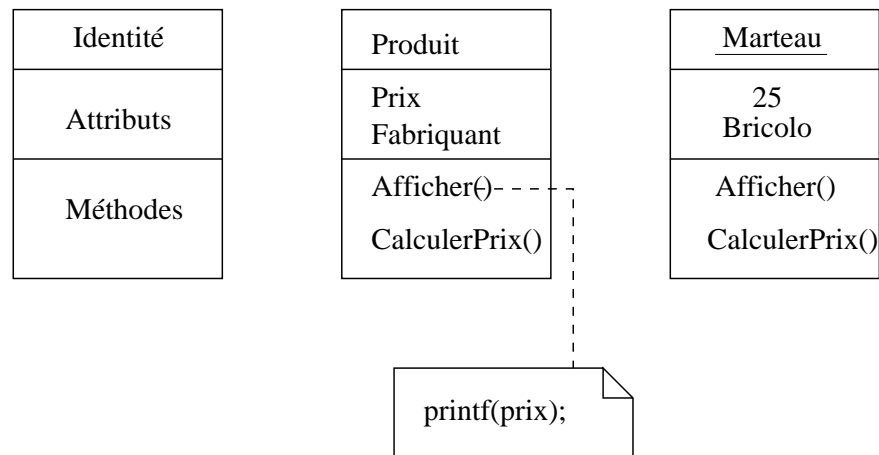 Identité
Attributs
Méthodes
Produit
Prix
Fabriquant
Afficher()
CalculerPrix()
Marteau
25
Bricolo
Afficher()
CalculerPrix()
printf(prix);